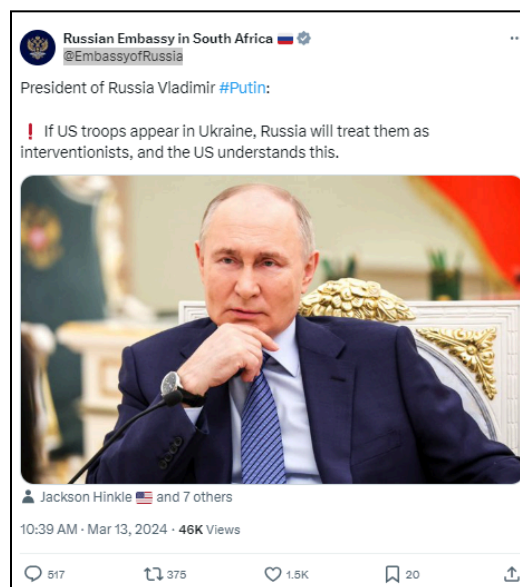 Russian Embassy in South Africa 🇷🇺
@EmbassyofRussia
President of Russia Vladimir #Putin:
❗ If US troops appear in Ukraine, Russia will treat them as
interventionists, and the US understands this.
Jackson Hinkle 🇺🇸 and 7 others
10:39 AM · Mar 13, 2024 · 46K Views
517 375 1.5K 20